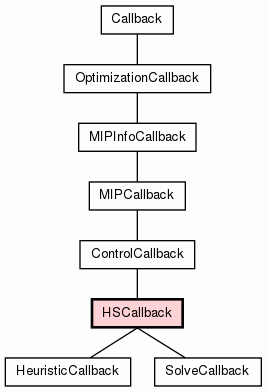 Callback
OptimizationCallback
MIPInfoCallback
MIPCallback
ControlCallback
HSCallback
HeuristicCallback
SolveCallback